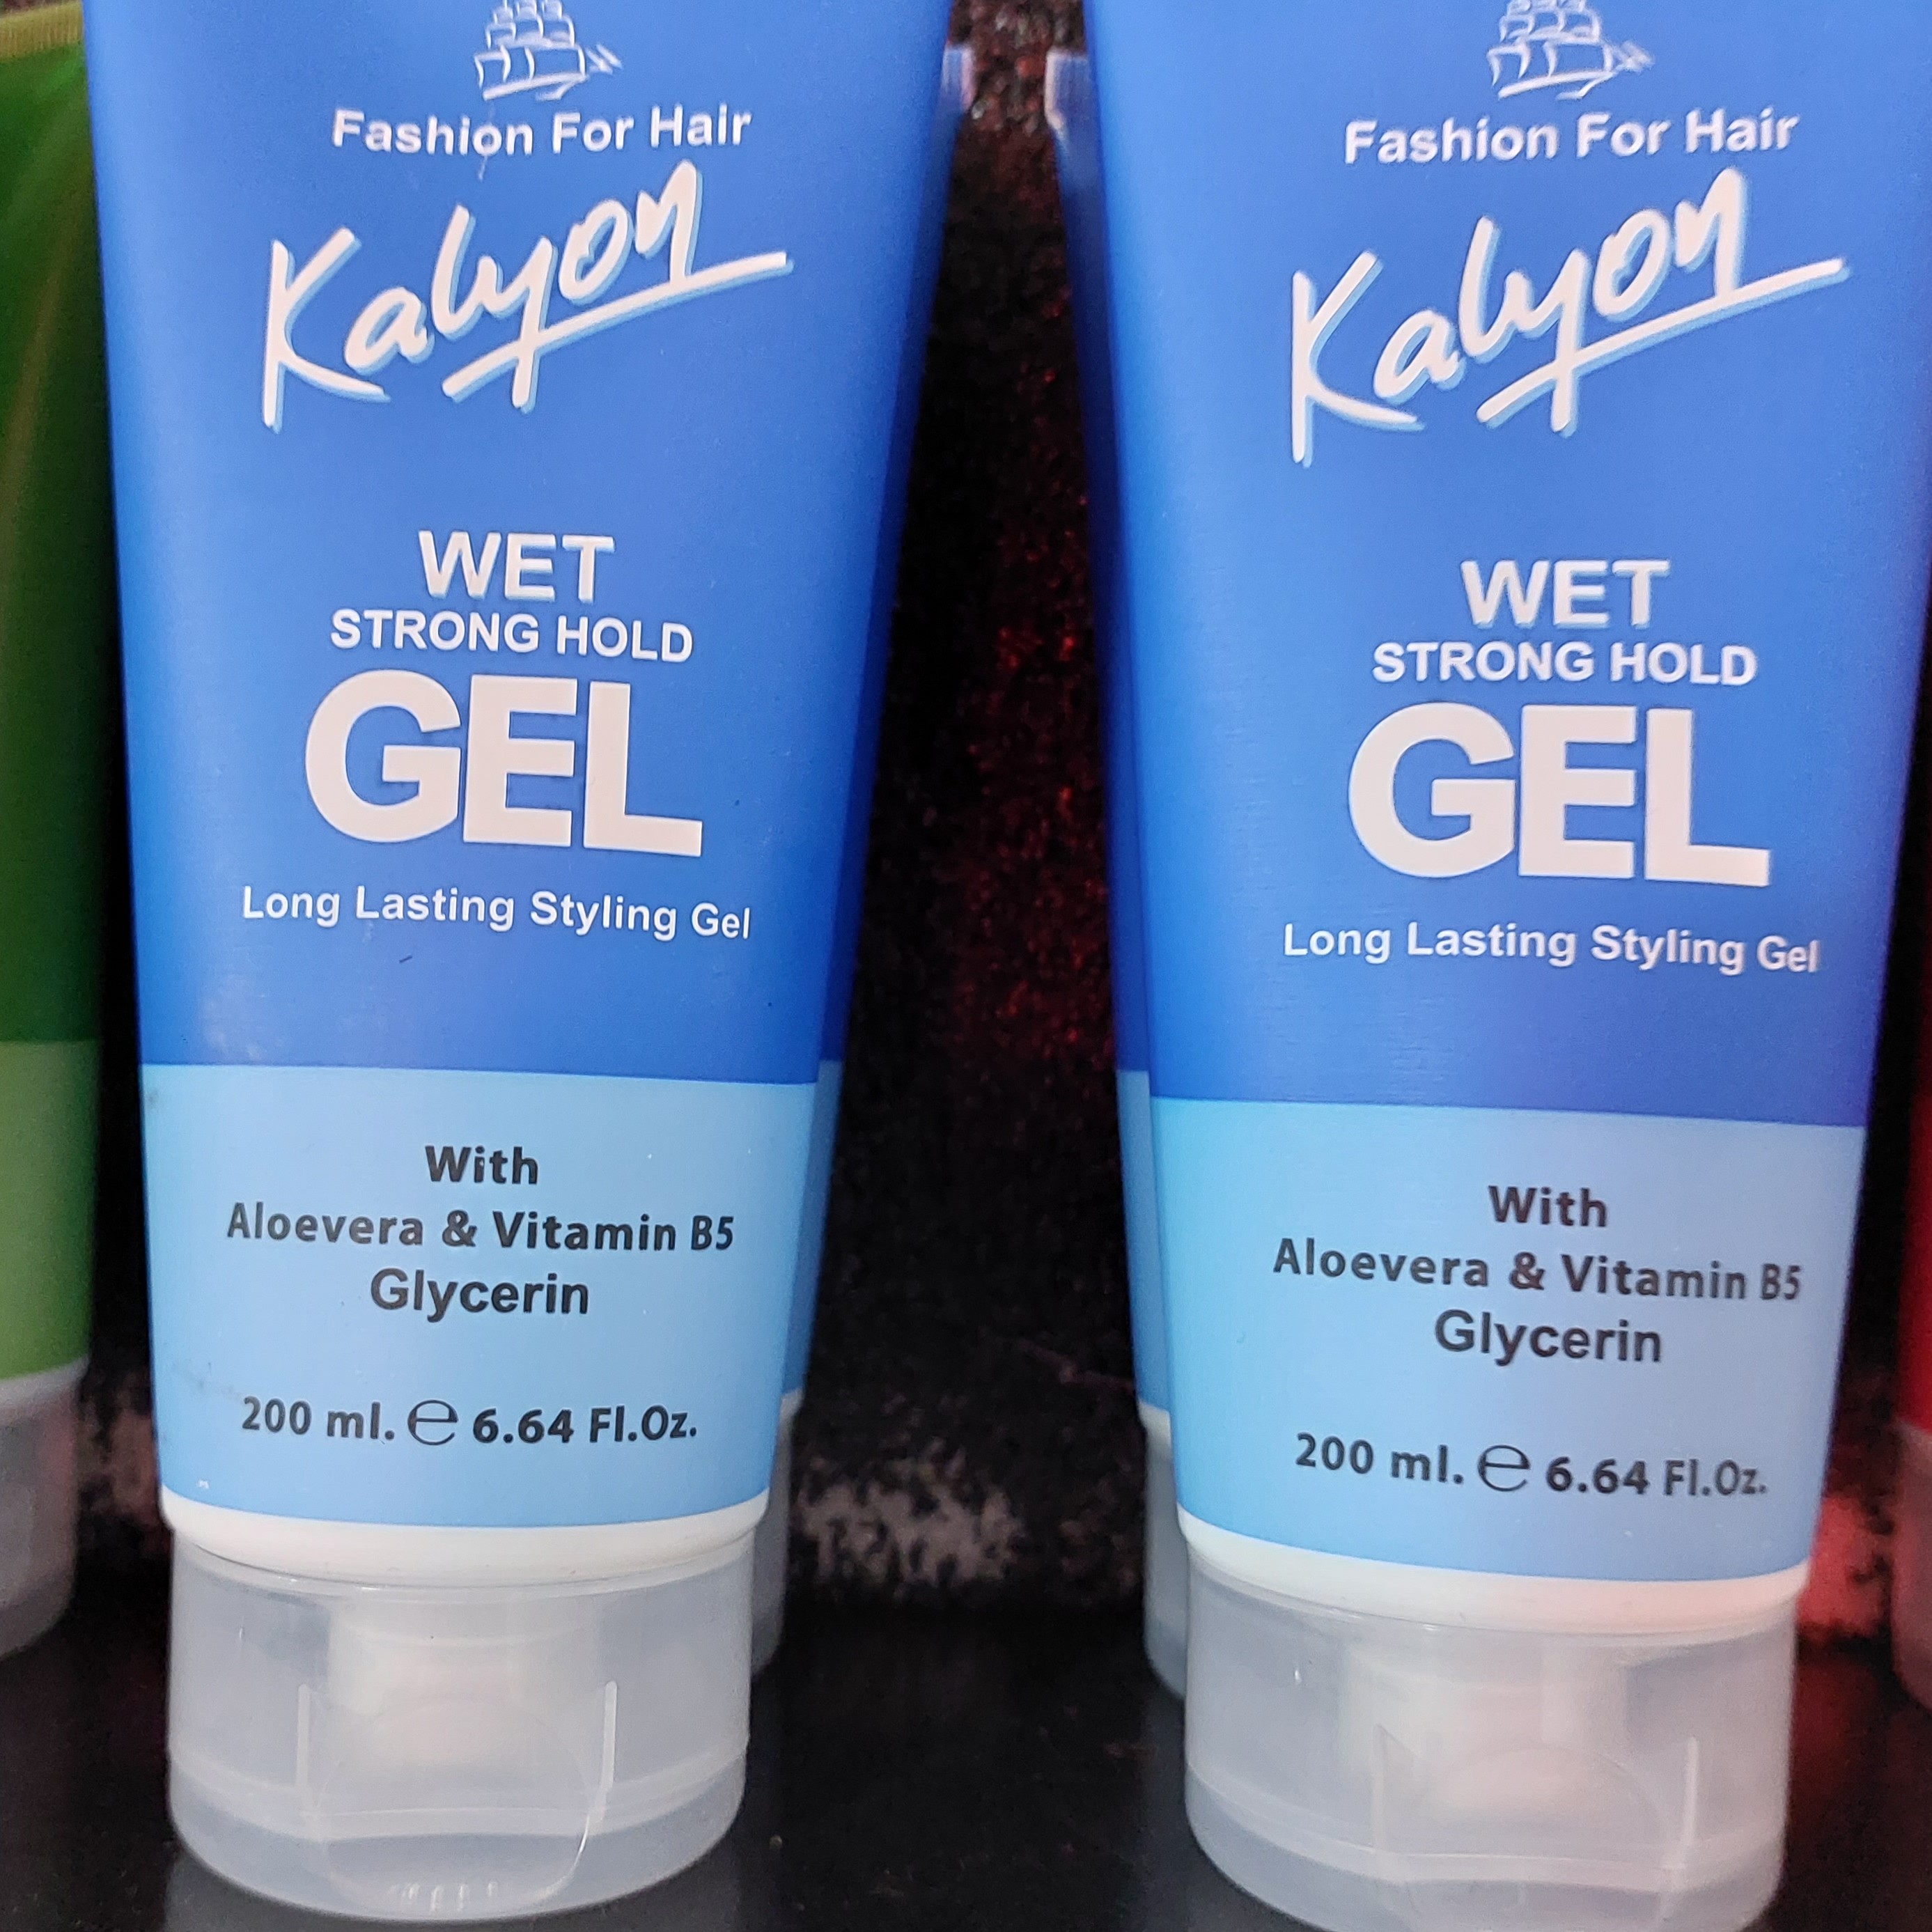 Fashion For Hair
Kalyon
WET
STRONG HOLD
GEL
Long Lasting Styling Gel
With
Aloevera & Vitamin B5
Glycerin
200 ml. ℮ 6.64 Fl.Oz.
Fashion For Hair
Kalyon
WET
STRONG HOLD
GEL
Long Lasting Styling Gel
With
Aloevera & Vitamin B5
Glycerin
200 ml. ℮ 6.64 Fl.Oz.